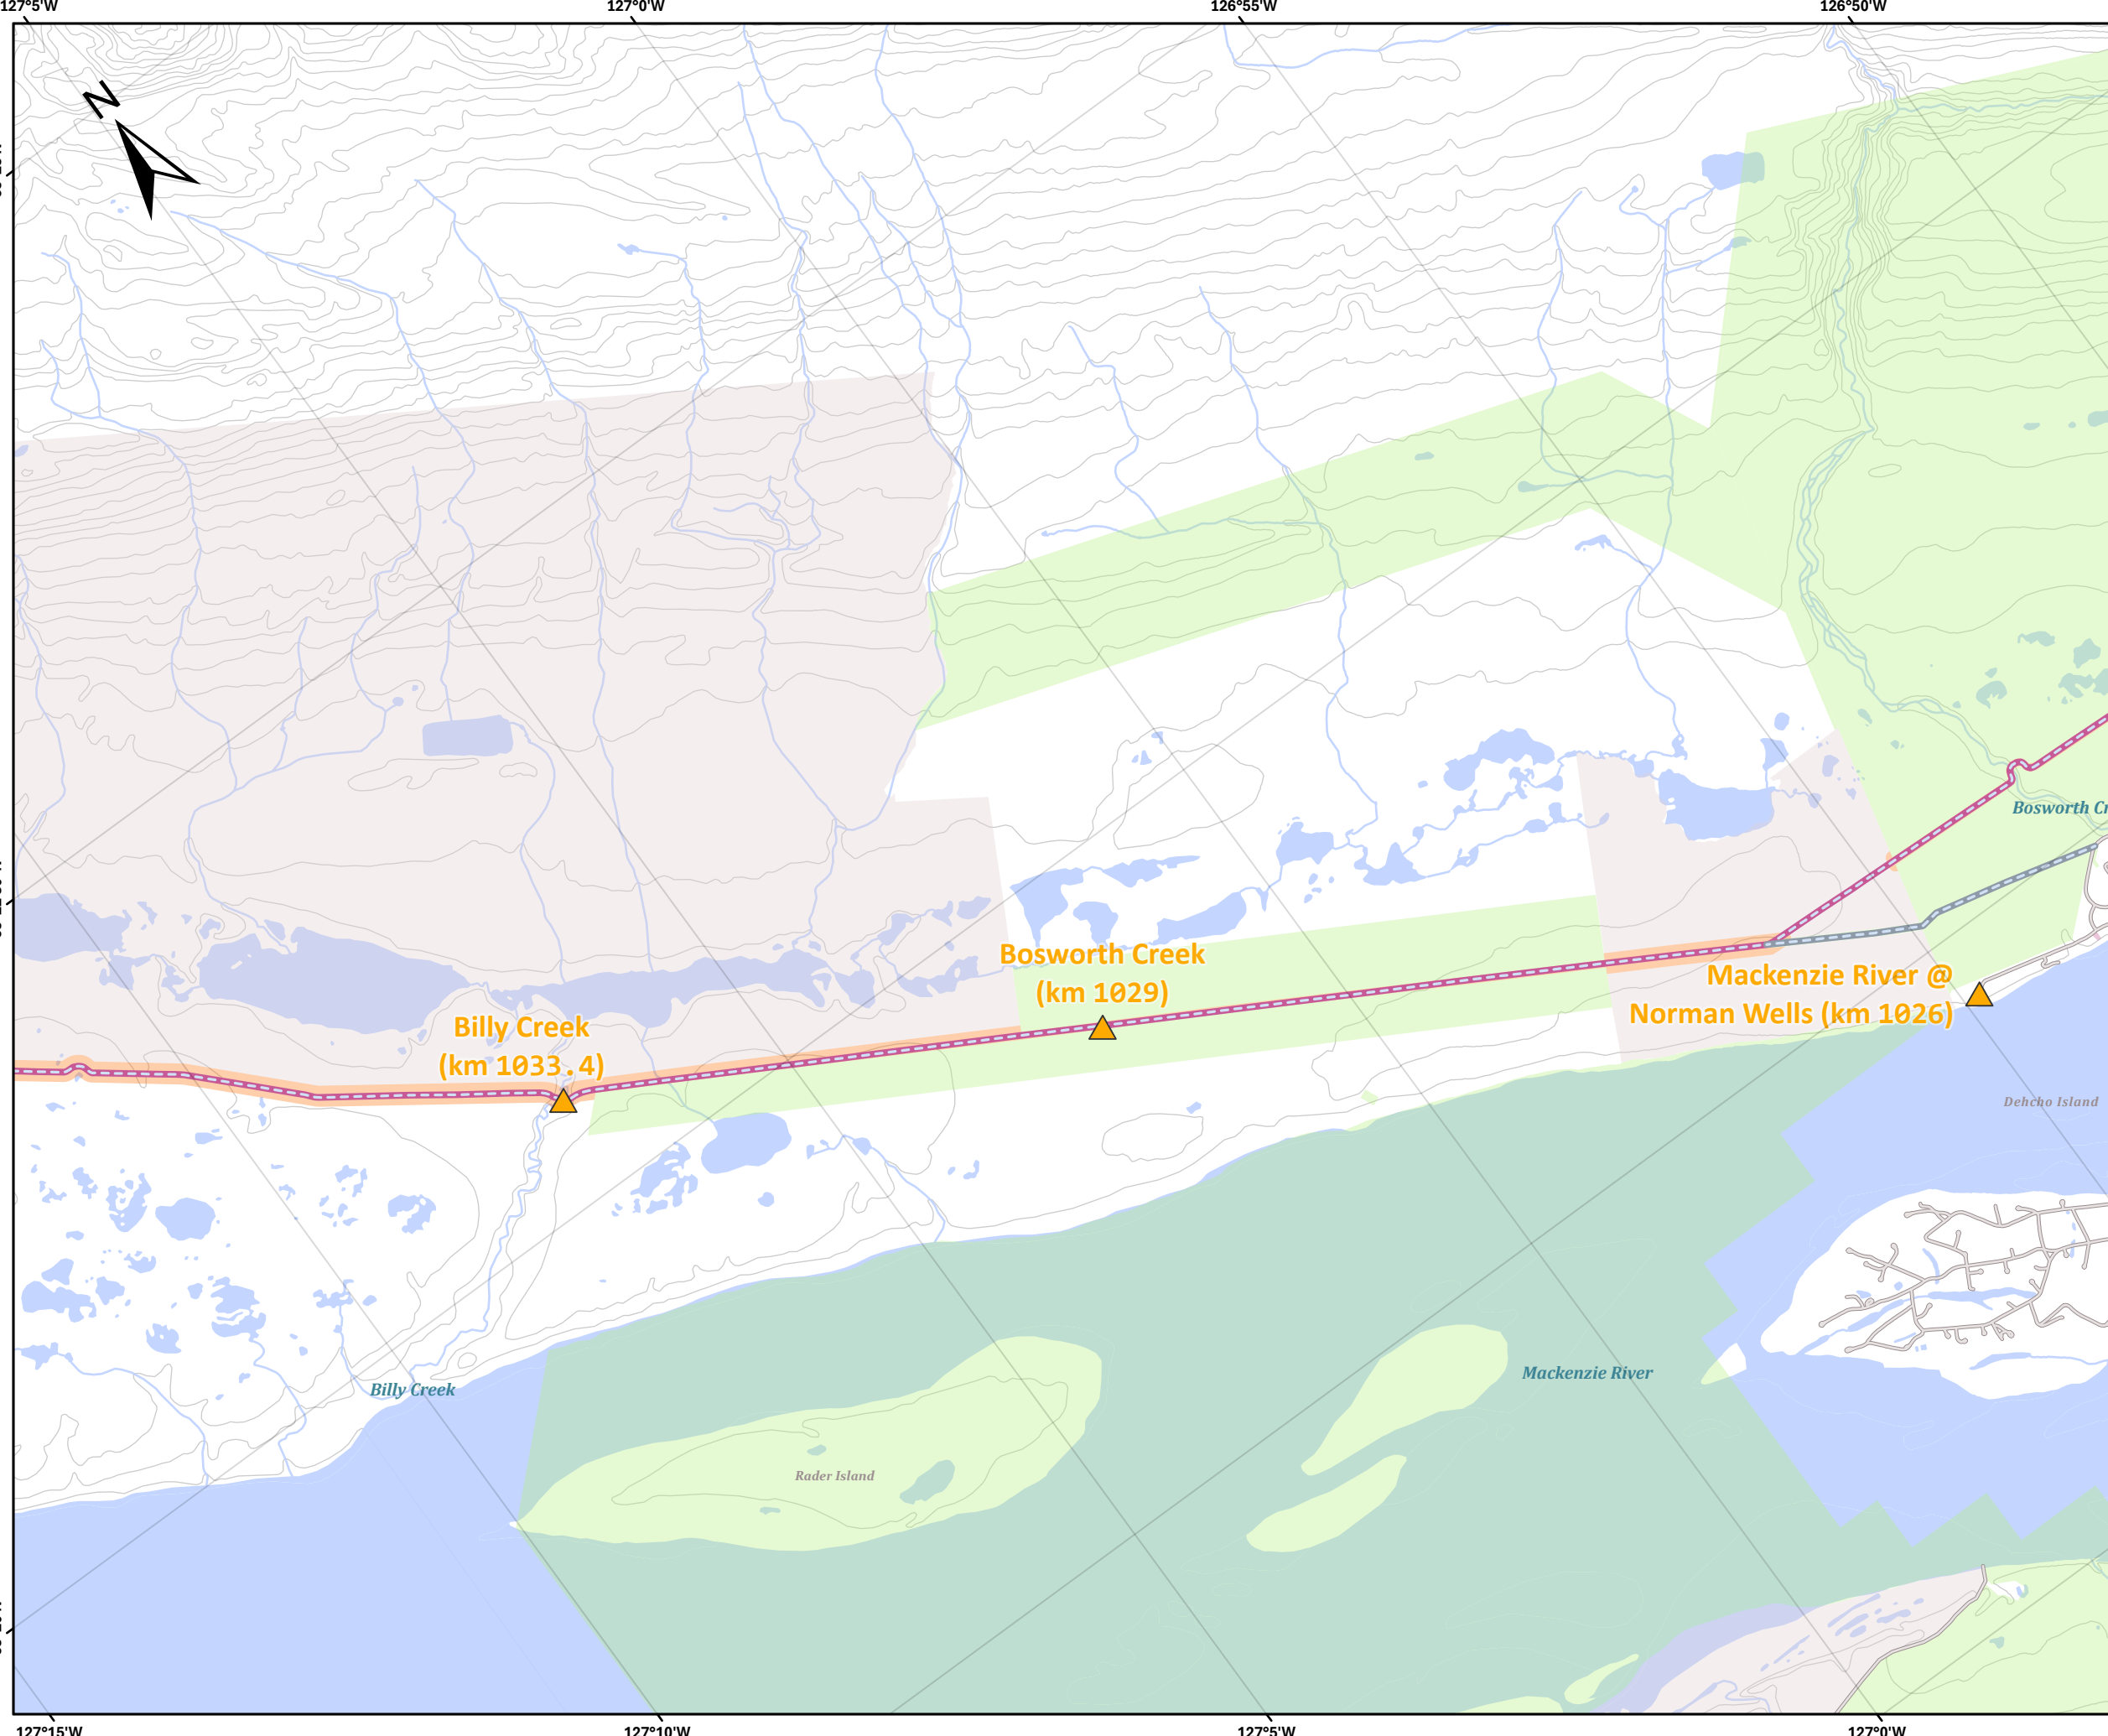 127°5'W
127°0'W
126°55'W
126°50'W
N
Bosworth
Bosworth Creek
(km 1029)
Mackenzie River @
Norman Wells (km 1026)
Billy Creek
(km 1033.4)
Dehcho Island
Mackenzie River
Billy Creek
Rader Island
127°15'W
127°10'W
127°5'W
127°0'W